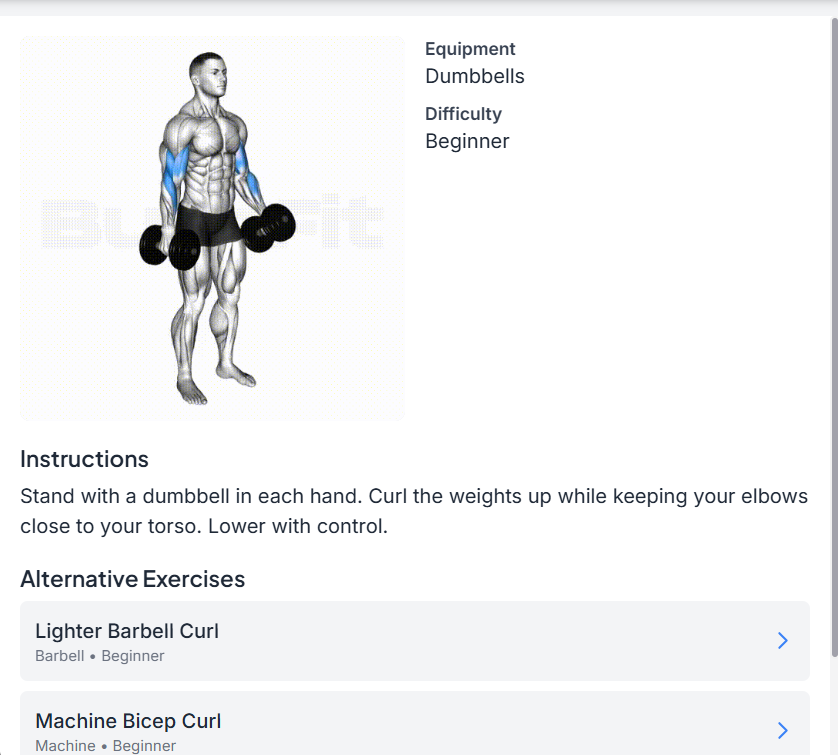 Equipment
Dumbbells
Difficulty
Beginner
Instructions
Stand with a dumbbell in each hand. Curl the weights up while keeping your elbows
close to your torso. Lower with control.
Alternative Exercises
Lighter Barbell Curl
Barbell • Beginner
Machine Bicep Curl
Machine • Beginner